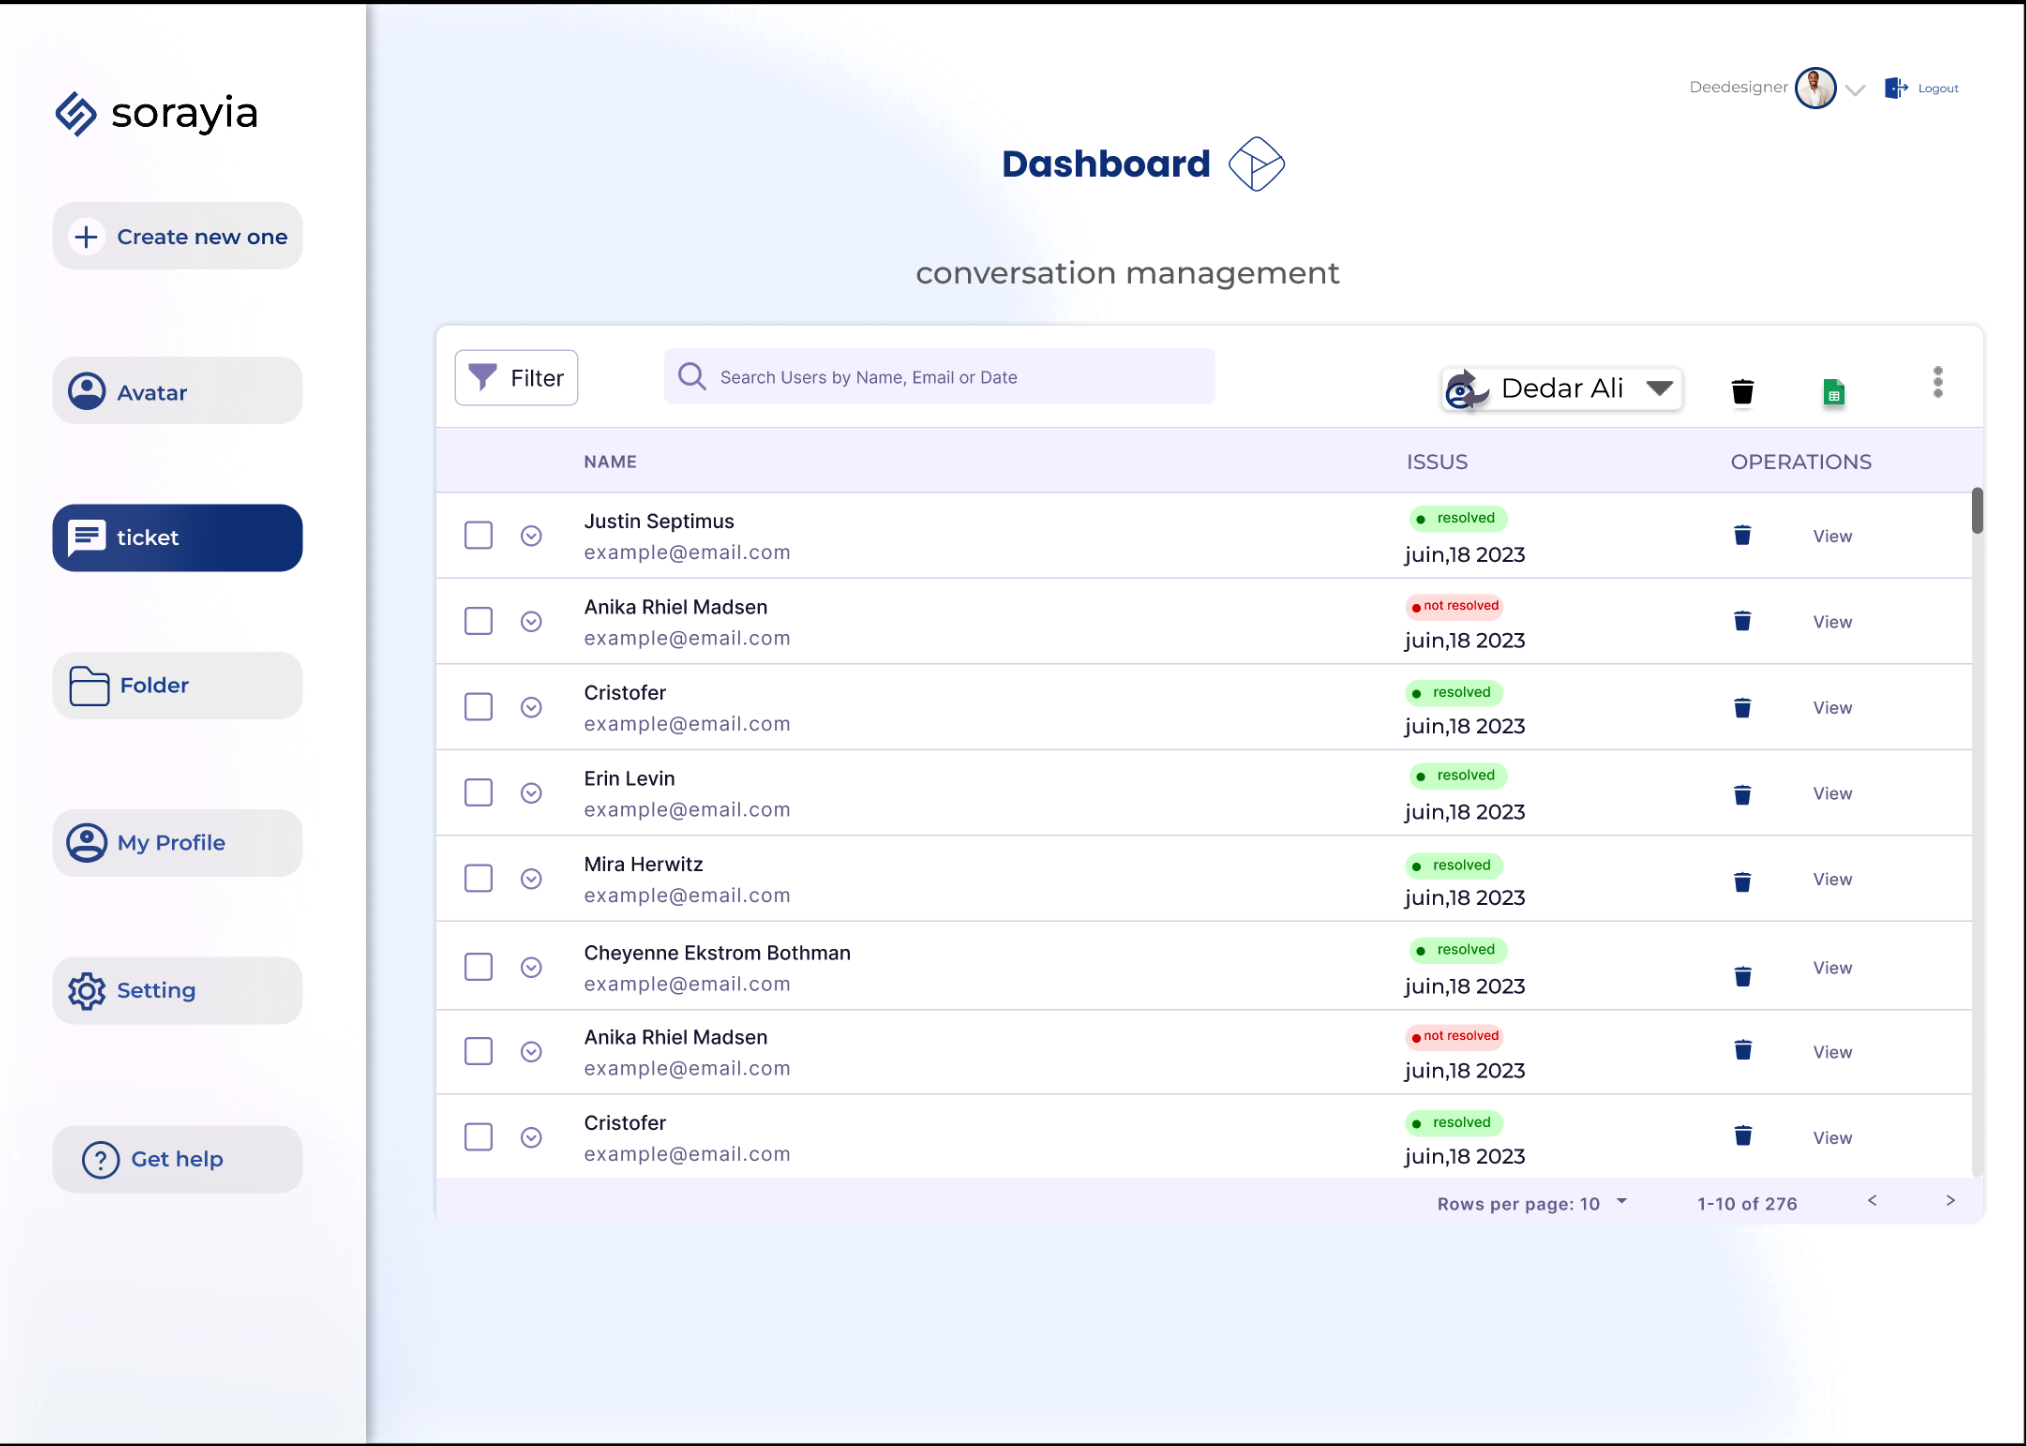 sorayia
Create new one
Avatar
ticket
Folder
My Profile
Setting
Get help
Deedesigner
Logout
Dashboard
conversation management
Filter
Search Users by Name, Email or Date
Dedar Ali
NAME ISSUS OPERATIONS
Justin Septimus resolved
example@email.com juin,18 2023 View
Anika Rhiel Madsen not resolved
example@email.com juin,18 2023 View
Cristofer resolved
example@email.com juin,18 2023 View
Erin Levin resolved
example@email.com juin,18 2023 View
Mira Herwitz resolved
example@email.com juin,18 2023 View
Cheyenne Ekstrom Bothman resolved
example@email.com juin,18 2023 View
Anika Rhiel Madsen not resolved
example@email.com juin,18 2023 View
Cristofer resolved
example@email.com juin,18 2023 View
Rows per page: 10 1-10 of 276 < >